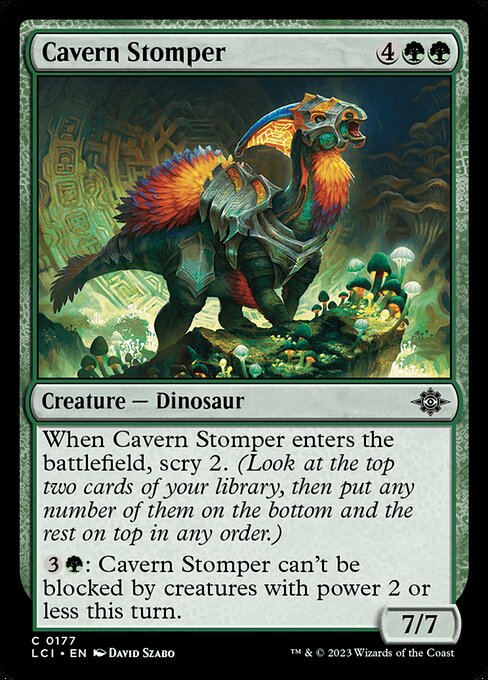 Cavern Stomper 4
Creature — Dinosaur
When Cavern Stomper enters the
battlefield, scry 2. (Look at the top
two cards of your library, then put any
number of them on the bottom and the
rest on top in any order.)
3: Cavern Stomper can't be
blocked by creatures with power 2 or
less this turn.
7/7
C 0177
LCI • EN DAVID SZABO
™ & © 2023 Wizards of the Coast